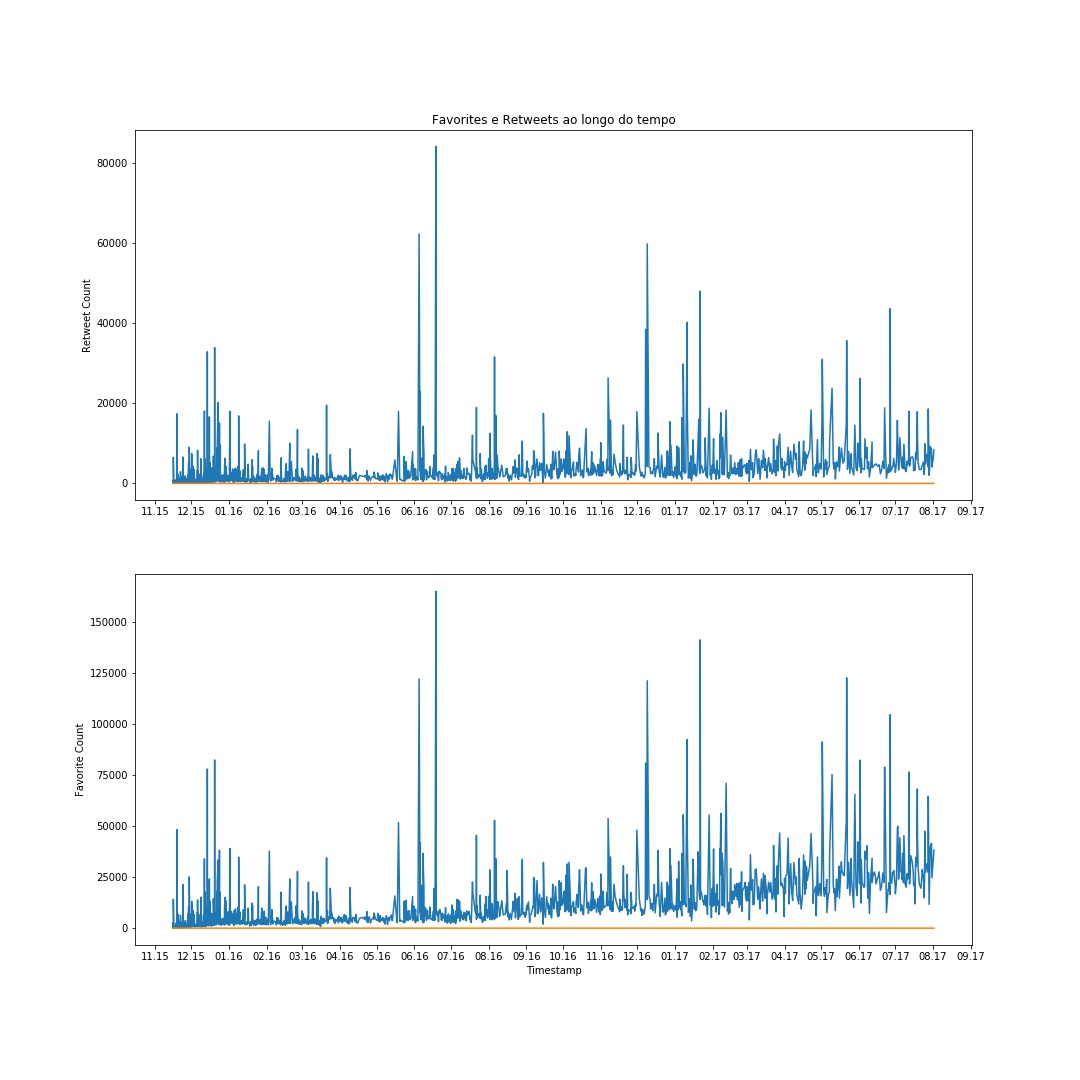 Favorites e Retweets ao longo do tempo
80000
60000
40000
20000
0
Retweet Count
11.15 12.15 01.16 02.16 03.16 04.16 05.16 06.16 07.16 08.16 09.16 10.16 11.16 12.16 01.17 02.17 03.17 04.17 05.17 06.17 07.17 08.17 09.17
150000
125000
100000
75000
50000
25000
0
Favorite Count
11.15 12.15 01.16 02.16 03.16 04.16 05.16 06.16 07.16 08.16 09.16 10.16 11.16 12.16 01.17 02.17 03.17 04.17 05.17 06.17 07.17 08.17 09.17
Timestamp